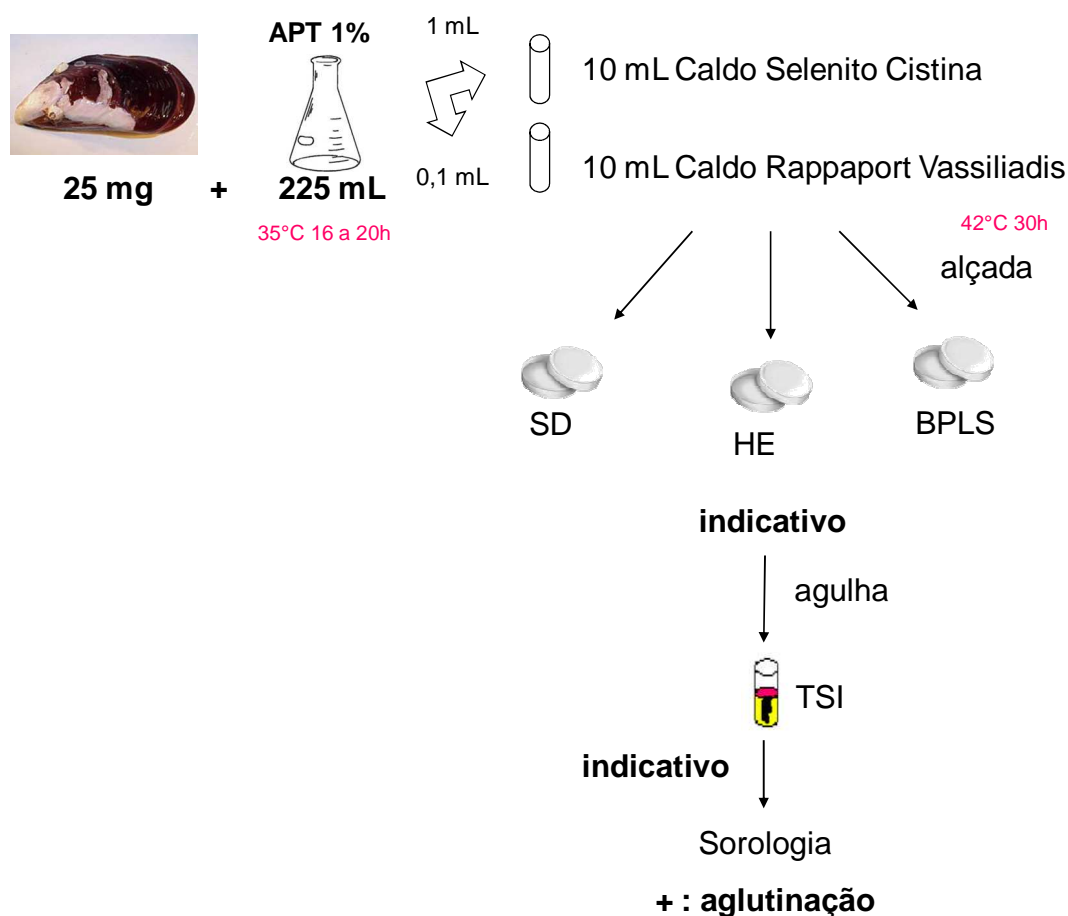 APT 1%
1 mL
10 mL Caldo Selenito Cistina
0,1 mL
10 mL Caldo Rappaport Vassiliadis
25 mg + 225 mL
35°C 16 a 20h
42°C 30h
alçada
SD
HE
BPLS
indicativo
agulha
TSI
indicativo
Sorologia
+ : aglutinação